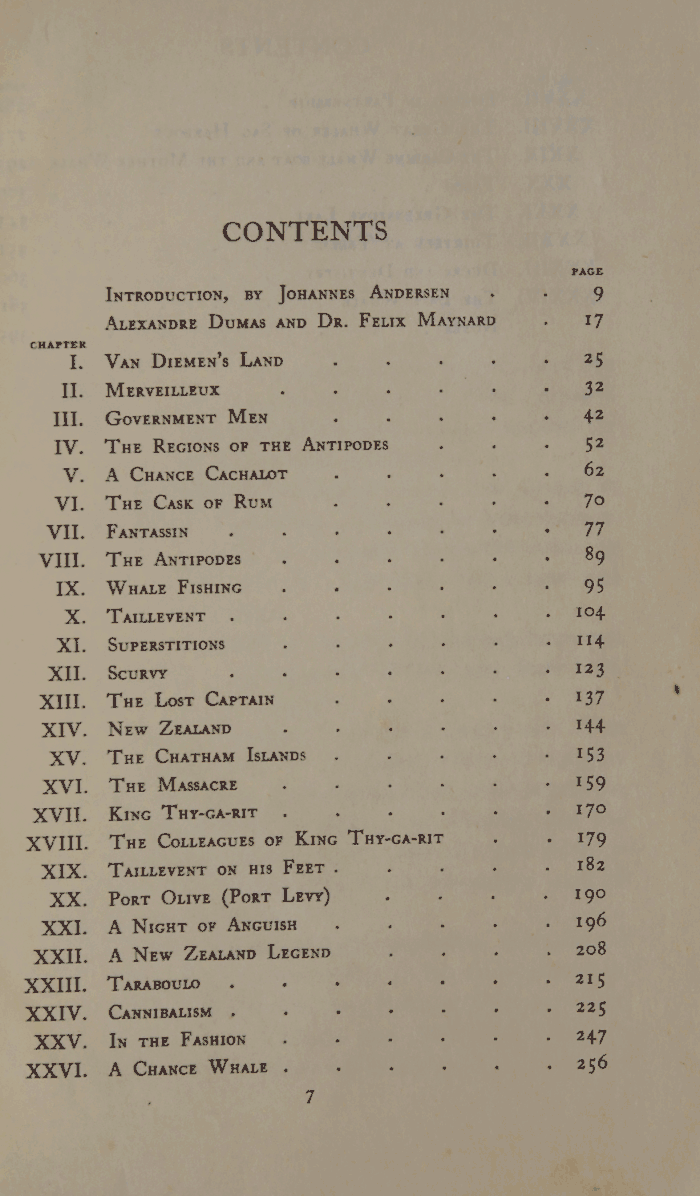 CONTENTS
PAGE
Introduction, by Johannes Andersen . . 9
Alexandre Dumas and Dr. Felix Maynard . 17
CHAPTER
I. Van Diemen's Land . . . . . 25
II. Merveilleux . . . . . . 32
III. Government Men . . . . . 42
IV. The Regions of the Antipodes . . . 52
V. A Chance Cachalot . . . . . 62
VI. The Cask of Rum . . . . . 70
VII. Fantassin . . . . . . . 77
VIII. The Antipodes . . . . . . 89
IX. Whale Fishing . . . . . . 95
X. Taillevent . . . . . . . 104
XI. Superstitions . . . . . . 114
XII. Scurvy . . . . . . . 123
XIII. The Lost Captain . . . . . 137
XIV. New Zealand . . . . . . 144
XV. The Chatham Islands . . . . . 153
XVI. The Massacre . . . . . . 159
XVII. King Thy-ga-rit . . . . . . 170
XVIII. The Colleagues of King Thy-ga-rit . . 179
XIX. Taillevent on his Feet . . . . . 182
XX. Port Olive (Port Levy) . . . . 190
XXI. A Night of Anguish . . . . . 196
XXII. A New Zealand Legend . . . . 208
XXIII. Taraboulo . . . . . . . 215
XXIV. Cannibalism . . . . . . . 225
XXV. In the Fashion . . . . . . 247
XXVI. A Chance Whale . . . . . . 256
7